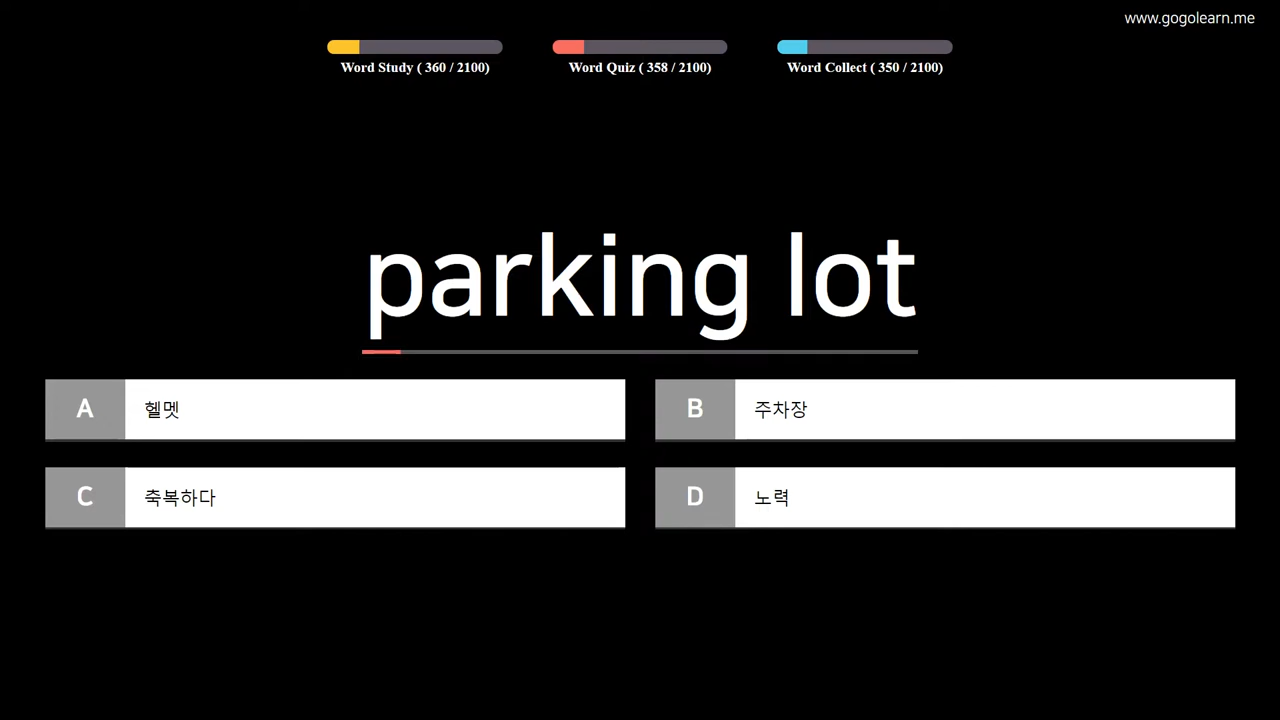 www.gogolearn.me
Word Study ( 360 / 2100)
Word Quiz ( 358 / 2100)
Word Collect ( 350 / 2100)
parking lot
A 헬멧
B 주차장
C 축복하다
D 노력